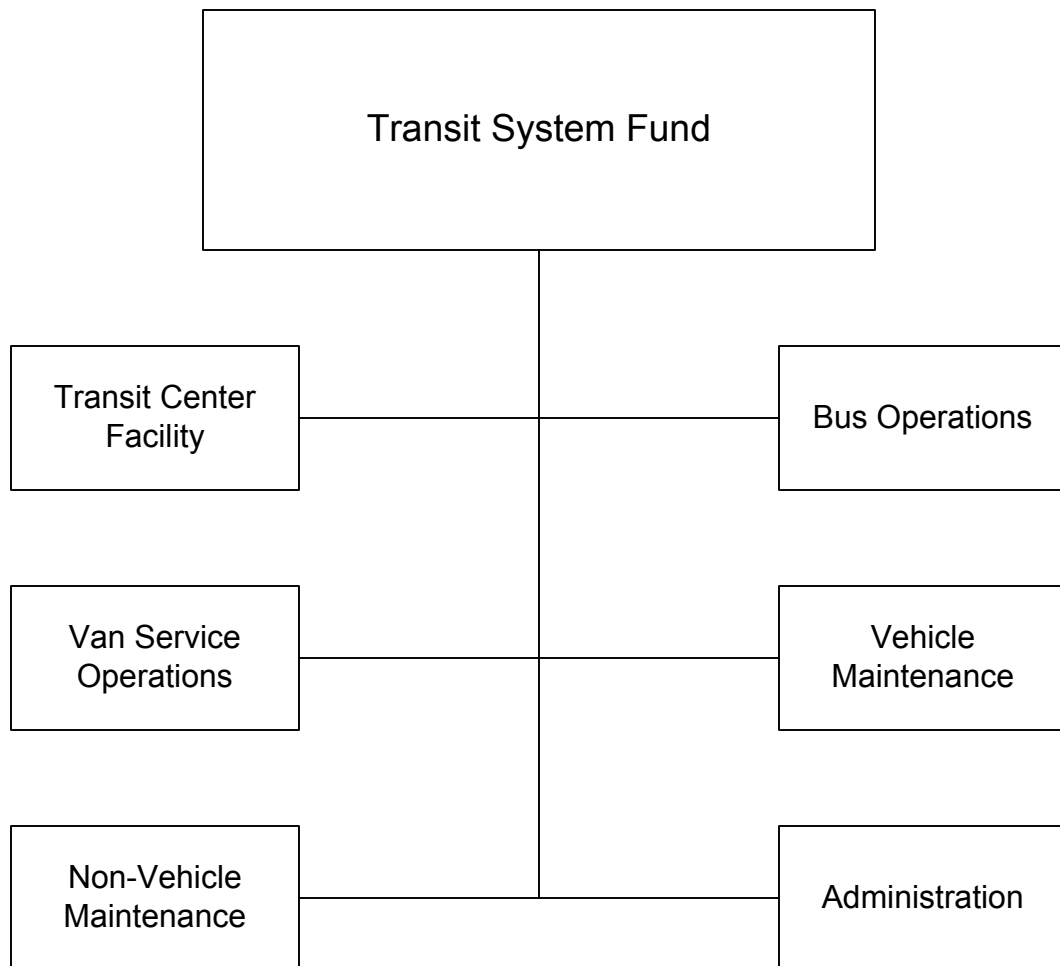 Transit System Fund
Transit Center
Facility
Bus Operations
Van Service
Operations
Vehicle
Maintenance
Non-Vehicle
Maintenance
Administration